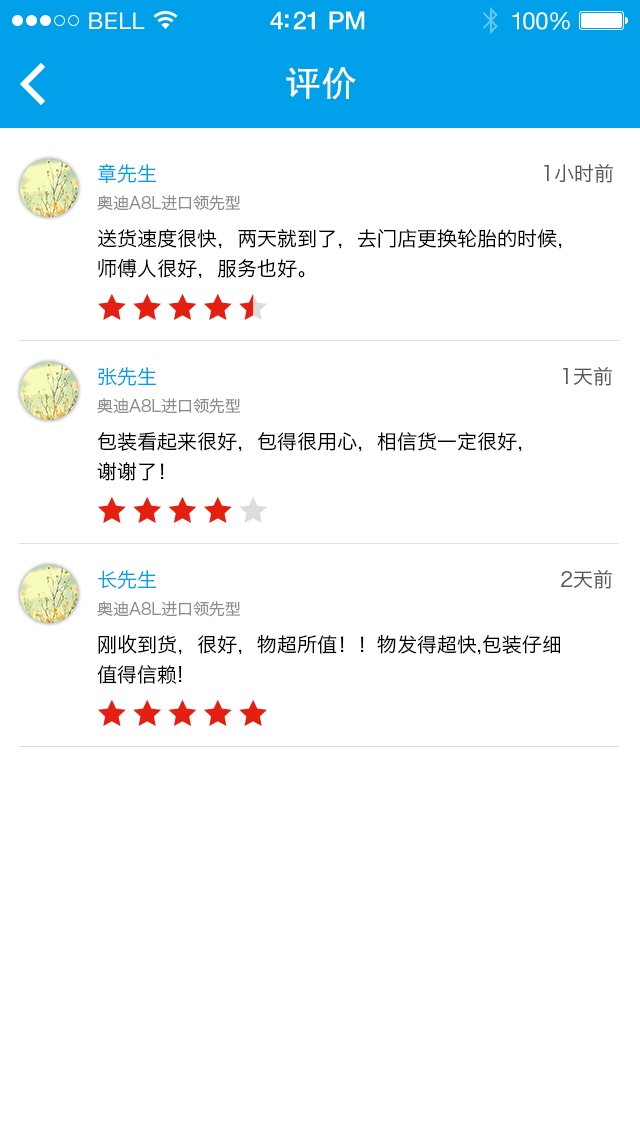 BELL 4:21 PM 100%
评价
章先生 1小时前
奥迪A8L进口领先型
送货速度很快，两天就到了，去门店更换轮胎的时候，
师傅人很好，服务也好。
张先生 1天前
奥迪A8L进口领先型
包装看起来很好，包得很用心，相信货一定很好，
谢谢了！
长先生 2天前
奥迪A8L进口领先型
刚收到货，很好，物超所值！！物发得超快,包装仔细
值得信赖!